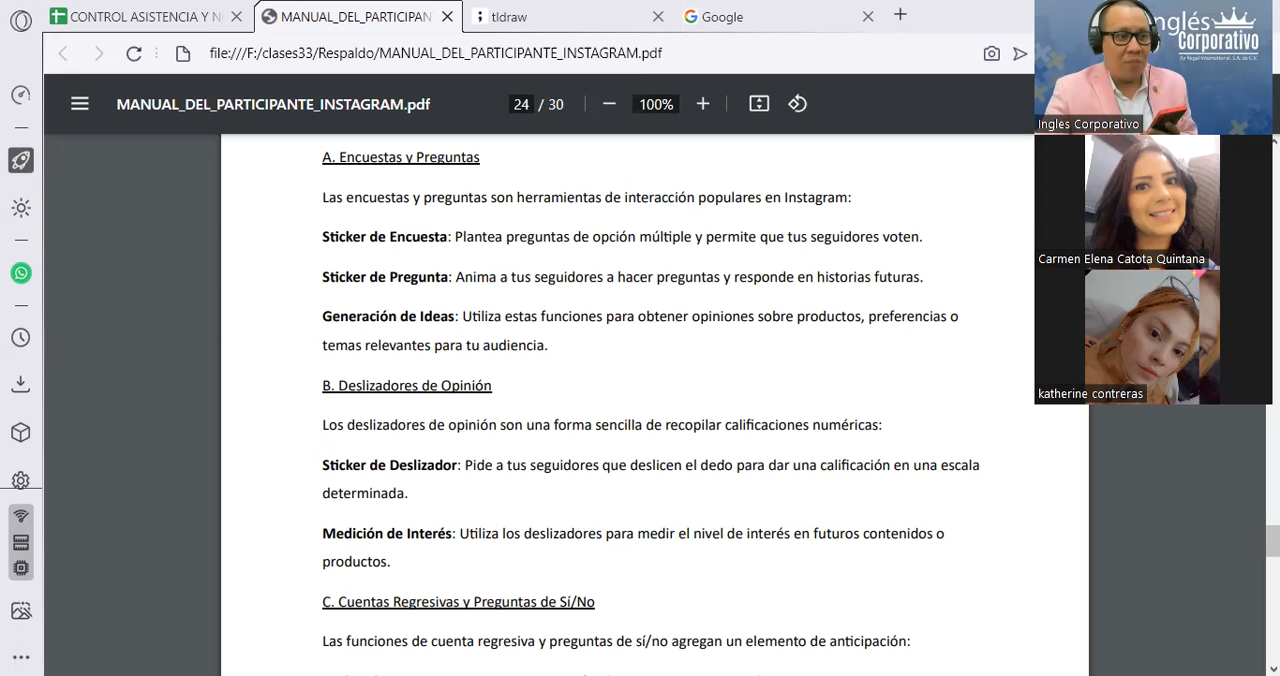 CONTROL ASISTENCIA Y N
MANUAL_DEL_PARTICIPAN
tldraw
Google
file:///F:/clases33/Respaldo/MANUAL_DEL_PARTICIPANTE_INSTAGRAM.pdf
MANUAL_DEL_PARTICIPANTE_INSTAGRAM.pdf
24 / 30
100%
A. Encuestas y Preguntas
Las encuestas y preguntas son herramientas de interacción populares en Instagram:
Sticker de Encuesta: Plantea preguntas de opción múltiple y permite que tus seguidores voten.
Sticker de Pregunta: Anima a tus seguidores a hacer preguntas y responde en historias futuras.
Generación de Ideas: Utiliza estas funciones para obtener opiniones sobre productos, preferencias o
temas relevantes para tu audiencia.
B. Deslizadores de Opinión
Los deslizadores de opinión son una forma sencilla de recopilar calificaciones numéricas:
Sticker de Deslizador: Pide a tus seguidores que deslicen el dedo para dar una calificación en una escala
determinada.
Medición de Interés: Utiliza los deslizadores para medir el nivel de interés en futuros contenidos o
productos.
C. Cuentas Regresivas y Preguntas de Sí/No
Las funciones de cuenta regresiva y preguntas de sí/no agregan un elemento de anticipación:
Inglés
Corporativo
By Regal International, S.A. de C.V.
Ingles Corporativo
Carmen Elena Catota Quintana
katherine contreras